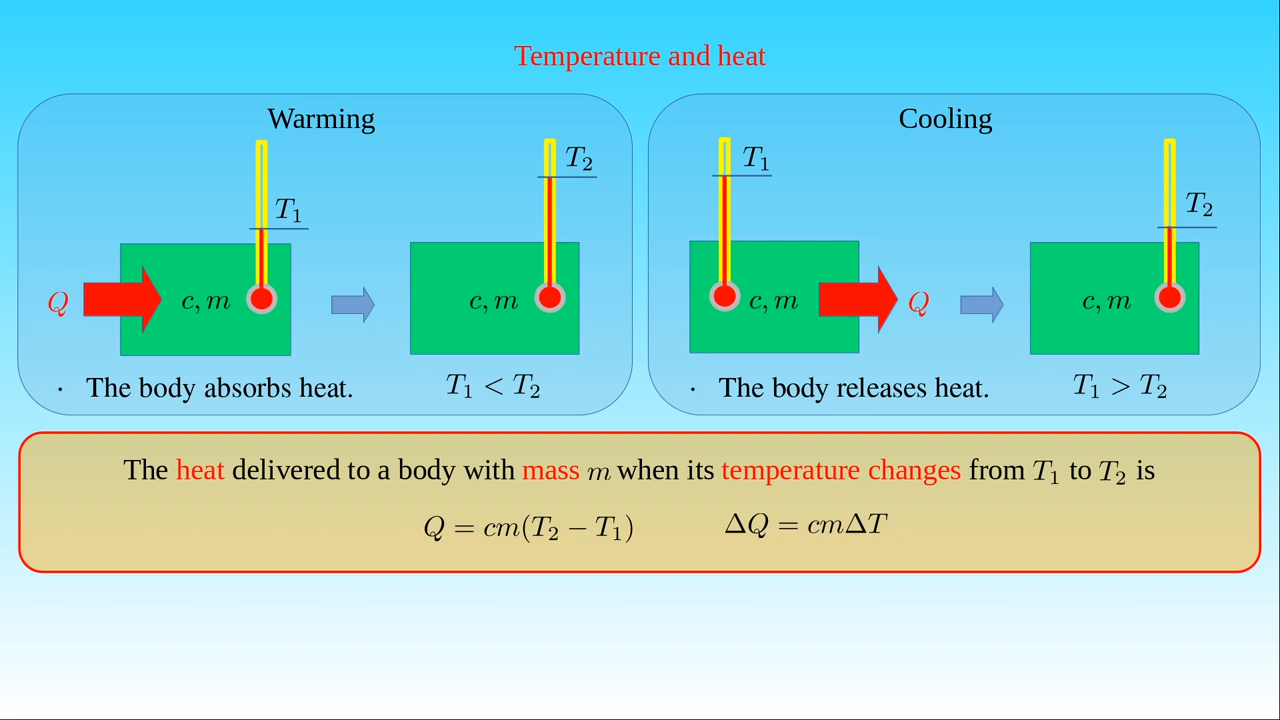 Temperature and heat
Warming
T₁
T₂
Q
c, m
c, m
· The body absorbs heat.
T₁ < T₂
Cooling
T₁
T₂
c, m
Q
c, m
· The body releases heat.
T₁ > T₂
The heat delivered to a body with mass m when its temperature changes from T₁ to T₂ is
Q = cm(T₂ − T₁)
ΔQ = cmΔT